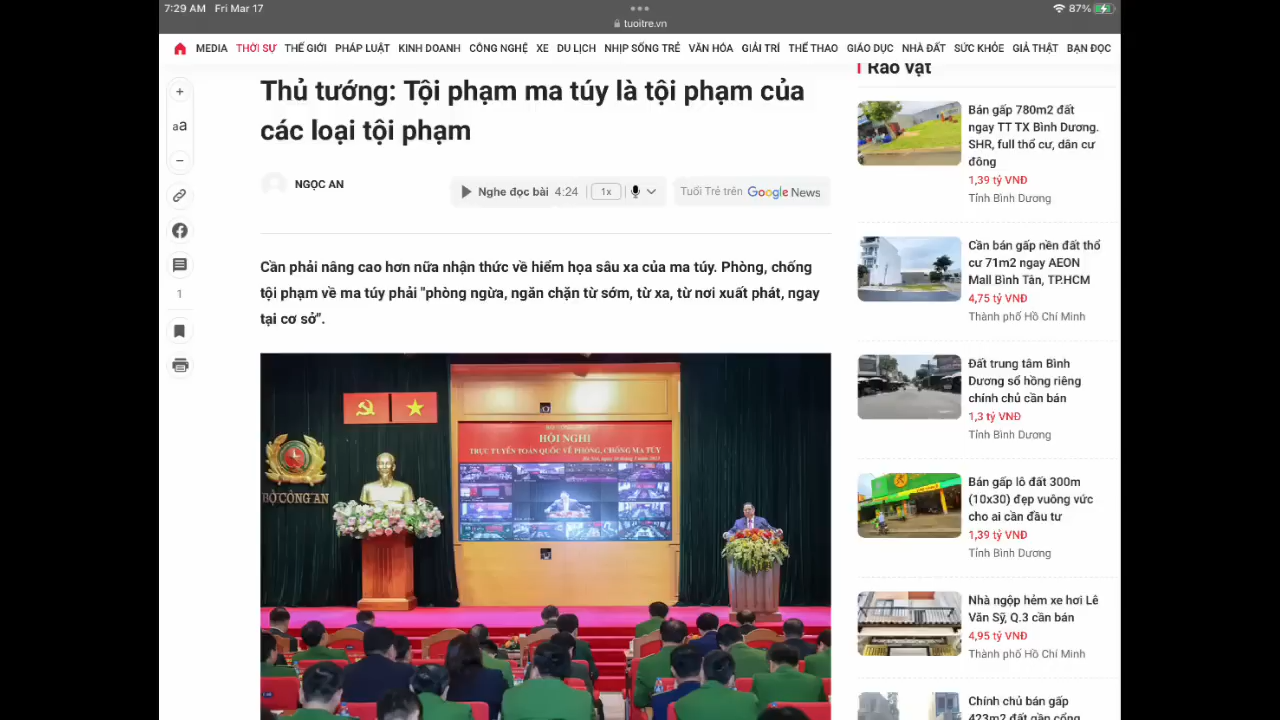 7:29 AM Fri Mar 17
87%
tuoitre.vn
MEDIA THỜI SỰ THẾ GIỚI PHÁP LUẬT KINH DOANH CÔNG NGHỆ XE DU LỊCH NHỊP SỐNG TRẺ VĂN HÓA GIẢI TRÍ THỂ THAO GIÁO DỤC NHÀ ĐẤT SỨC KHỎE GIẢ THẬT BẠN ĐỌC
Thủ tướng: Tội phạm ma túy là tội phạm của
các loại tội phạm
aa
NGỌC AN
Nghe đọc bài 4:24 1x
Tuổi Trẻ trên Google News
1
Cần phải nâng cao hơn nữa nhận thức về hiểm họa sâu xa của ma túy. Phòng, chống
tội phạm về ma túy phải "phòng ngừa, ngăn chặn từ sớm, từ xa, từ nơi xuất phát, ngay
tại cơ sở".
BỘ CÔNG AN
HỘI NGHỊ
TRỰC TUYẾN TOÀN QUỐC VỀ PHÒNG, CHỐNG MA TÚY
Rao vặt
Bán gấp 780m2 đất
ngay TT TX Bình Dương.
SHR, full thổ cư, dân cư
đông
1,39 tỷ VNĐ
Tỉnh Bình Dương
Cần bán gấp nền đất thổ
cư 71m2 ngay AEON
Mall Bình Tân, TP.HCM
4,75 tỷ VNĐ
Thành phố Hồ Chí Minh
Đất trung tâm Bình
Dương sổ hồng riêng
chính chủ cần bán
1,3 tỷ VNĐ
Tỉnh Bình Dương
Bán gấp lô đất 300m
(10x30) đẹp vuông vức
cho ai cần đầu tư
1,39 tỷ VNĐ
Tỉnh Bình Dương
Nhà ngộp hẻm xe hơi Lê
Văn Sỹ, Q.3 cần bán
4,95 tỷ VNĐ
Thành phố Hồ Chí Minh
Chính chủ bán gấp
423m2 đất gần cổng